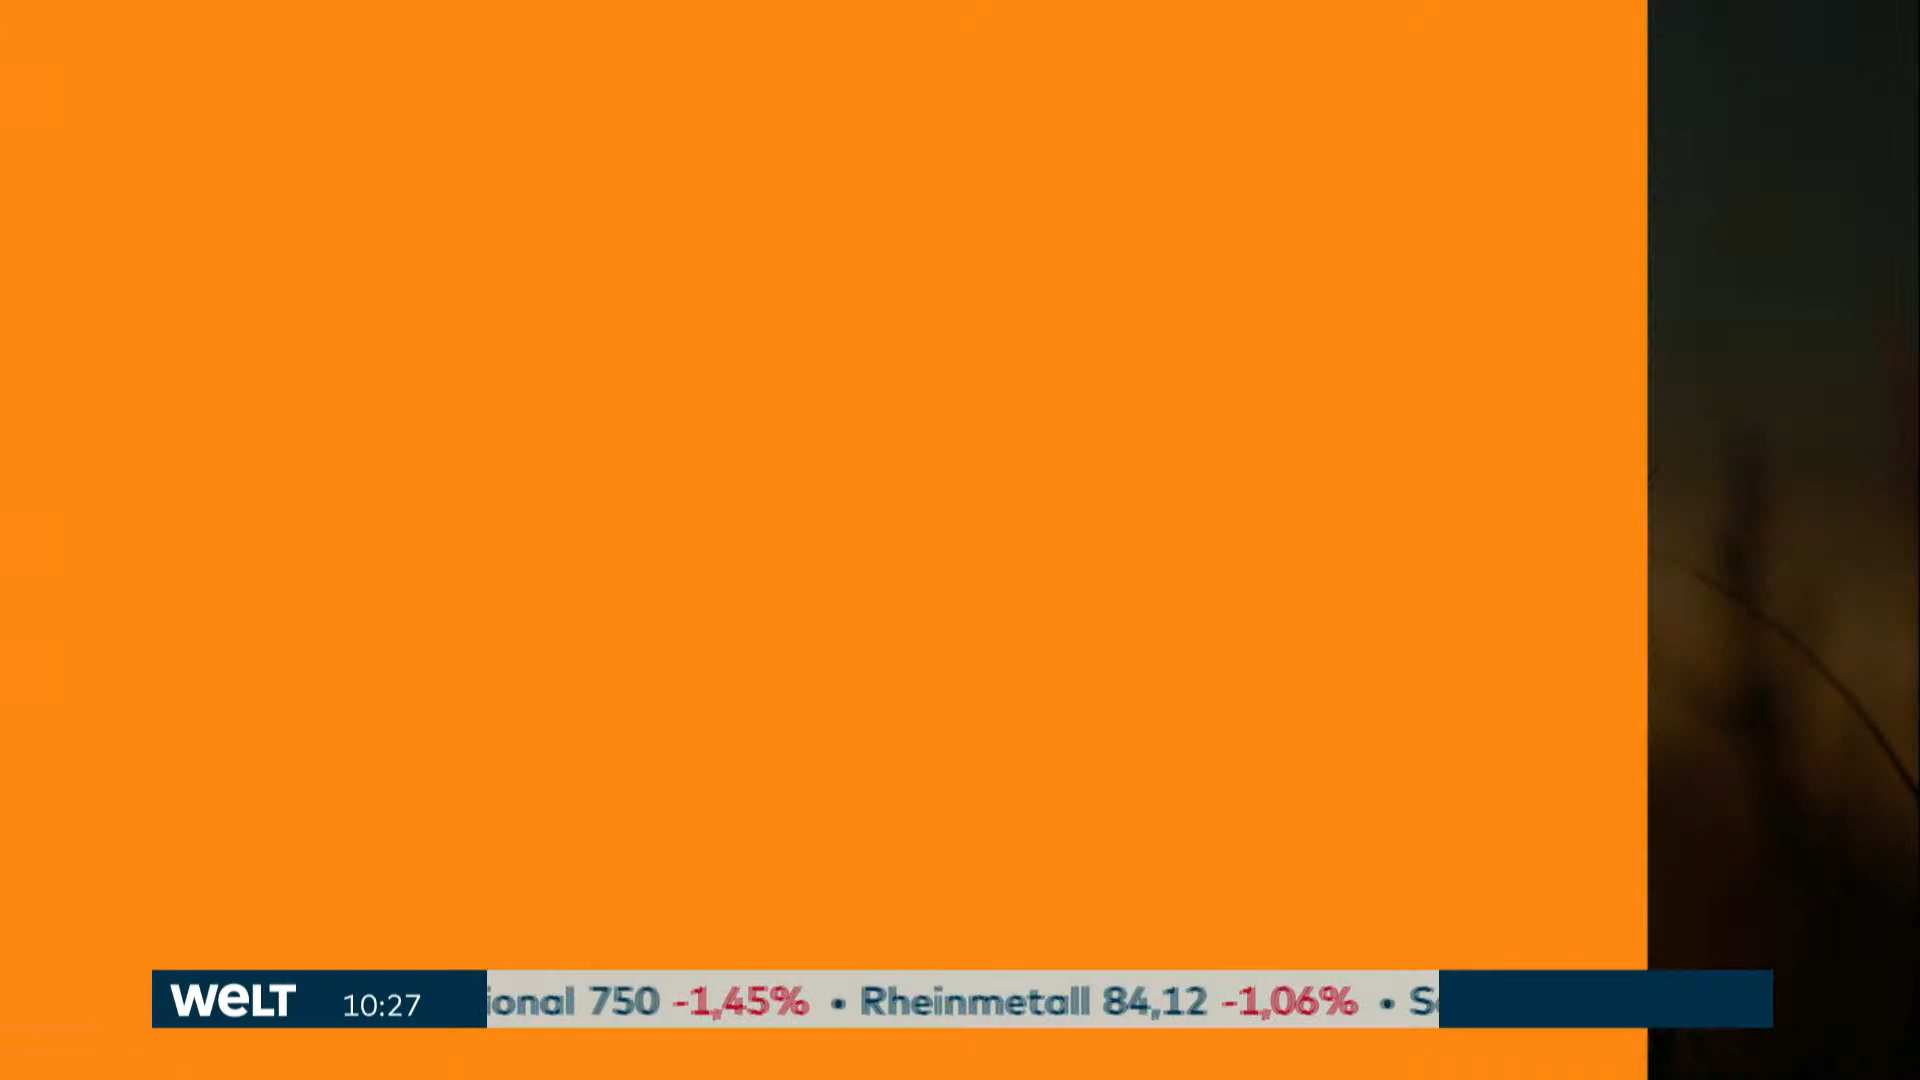 WELT 10:27 ional 750 -1,45% • Rheinmetall 84,12 -1,06% •